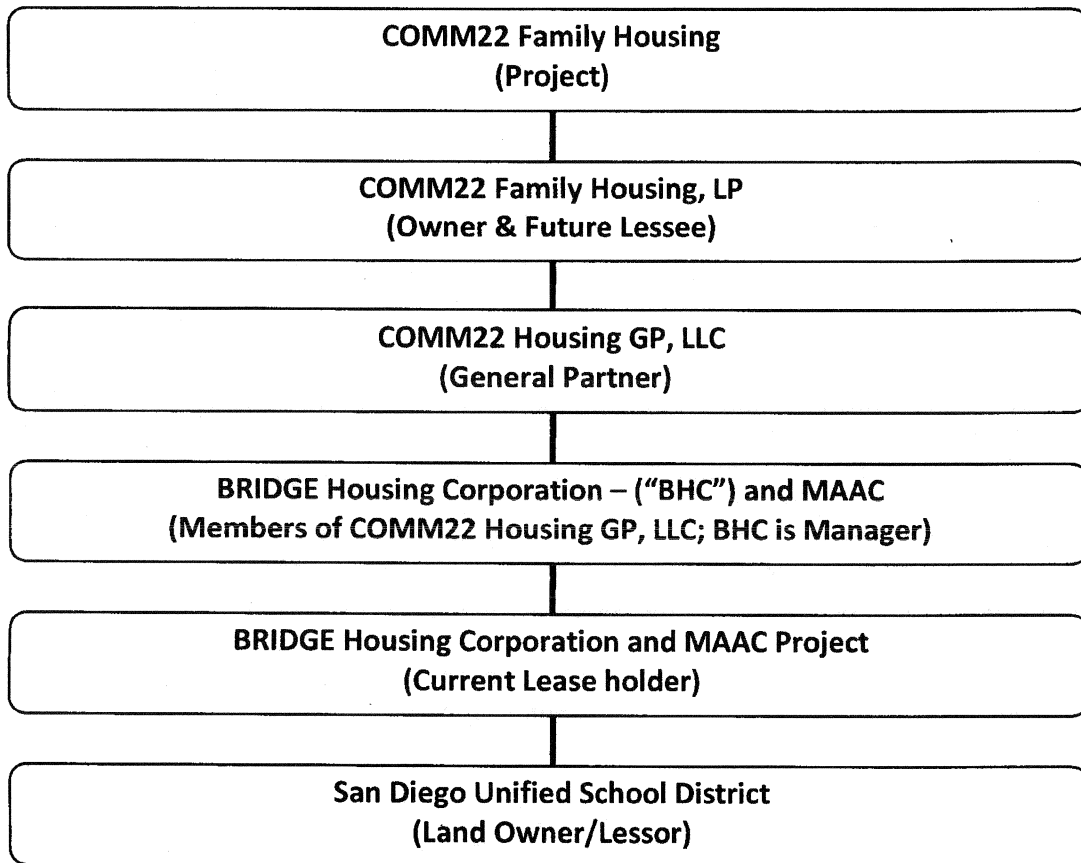 COMM22 Family Housing
(Project)
COMM22 Family Housing, LP
(Owner & Future Lessee)
COMM22 Housing GP, LLC
(General Partner)
BRIDGE Housing Corporation – (“BHC”) and MAAC
(Members of COMM22 Housing GP, LLC; BHC is Manager)
BRIDGE Housing Corporation and MAAC Project
(Current Lease holder)
San Diego Unified School District
(Land Owner/Lessor)